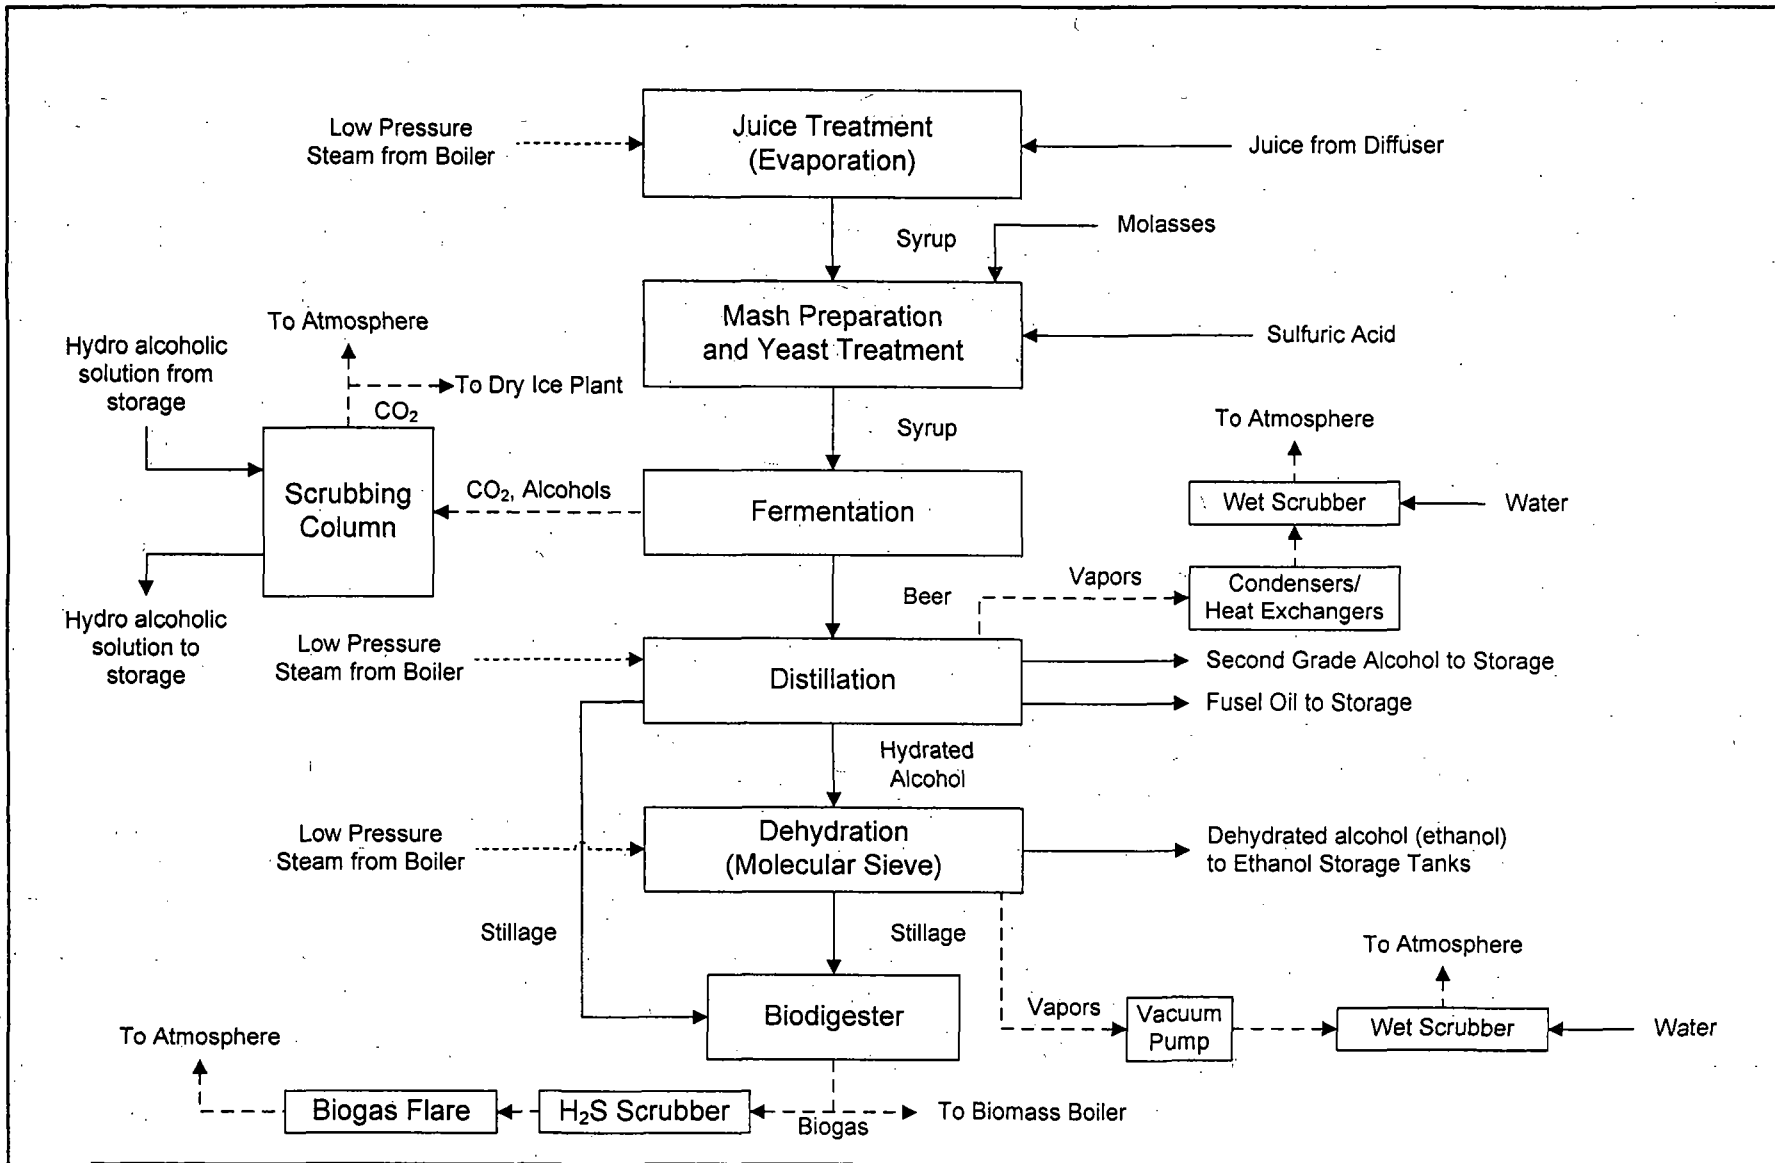 Juice Treatment
(Evaporation)
Low Pressure
Steam from Boiler
Juice from Diffuser
Syrup
Molasses
Mash Preparation
and Yeast Treatment
Sulfuric Acid
To Atmosphere
Hydro alcoholic
solution from
storage
To Dry Ice Plant
CO₂
Syrup
To Atmosphere
Scrubbing
Column
CO₂, Alcohols
Fermentation
Wet Scrubber
Water
Vapors
Condensers/
Heat Exchangers
Beer
Hydro alcoholic
solution to
storage
Low Pressure
Steam from Boiler
Distillation
Second Grade Alcohol to Storage
Fusel Oil to Storage
Hydrated
Alcohol
Low Pressure
Steam from Boiler
Dehydration
(Molecular Sieve)
Dehydrated alcohol (ethanol)
to Ethanol Storage Tanks
Stillage
Stillage
To Atmosphere
Biodigester
Vapors
Vacuum
Pump
Wet Scrubber
Water
To Atmosphere
Biogas Flare
H₂S Scrubber
Biogas
To Biomass Boiler